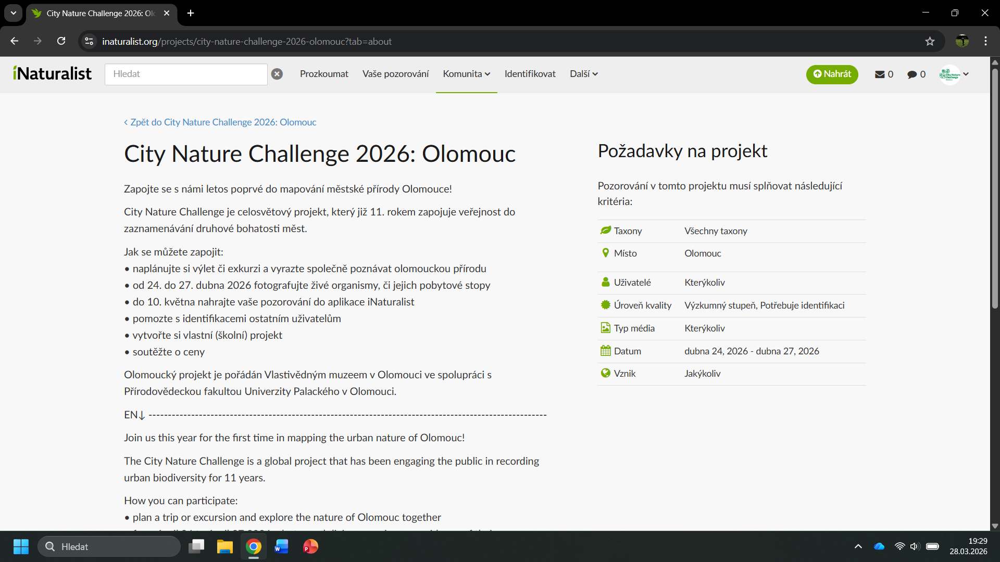 City Nature Challenge 2026: Ol
inaturalist.org/projects/city-nature-challenge-2026-olomouc?tab=about
iNaturalist
Hledat
Prozkoumat
Vaše pozorování
Komunita
Identifikovat
Další
Nahrát
0
0
City Nature Challenge
Zpět do City Nature Challenge 2026: Olomouc
City Nature Challenge 2026: Olomouc
Zapojte se s námi letos poprvé do mapování městské přírody Olomouce!
City Nature Challenge je celosvětový projekt, který již 11. rokem zapojuje veřejnost do
zaznamenávání druhové bohatosti měst.
Jak se můžete zapojit:
• naplánujte si výlet či exkurzi a vyrazte společně poznávat olomouckou přírodu
• od 24. do 27. dubna 2026 fotografujte živé organismy, či jejich pobytové stopy
• do 10. května nahrajte vaše pozorování do aplikace iNaturalist
• pomozte s identifikacemi ostatním uživatelům
• vytvořte si vlastní (školní) projekt
• soutěžte o ceny
Olomoucký projekt je pořádán Vlastivědným muzeem v Olomouci ve spolupráci s
Přírodovědeckou fakultou Univerzity Palackého v Olomouci.
EN↓ ----------------------------------------------------------------------------------------------------
Join us this year for the first time in mapping the urban nature of Olomouc!
The City Nature Challenge is a global project that has been engaging the public in recording
urban biodiversity for 11 years.
How you can participate:
• plan a trip or excursion and explore the nature of Olomouc together
Požadavky na projekt
Pozorování v tomto projektu musí splňovat následující
kritéria:
Taxony Všechny taxony
Místo Olomouc
Uživatelé Kterýkoliv
Úroveň kvality Výzkumný stupeň, Potřebuje identifikaci
Typ média Kterýkoliv
Datum dubna 24, 2026 - dubna 27, 2026
Vznik Jakýkoliv
Hledat
W
P
19:29
28.03.2026